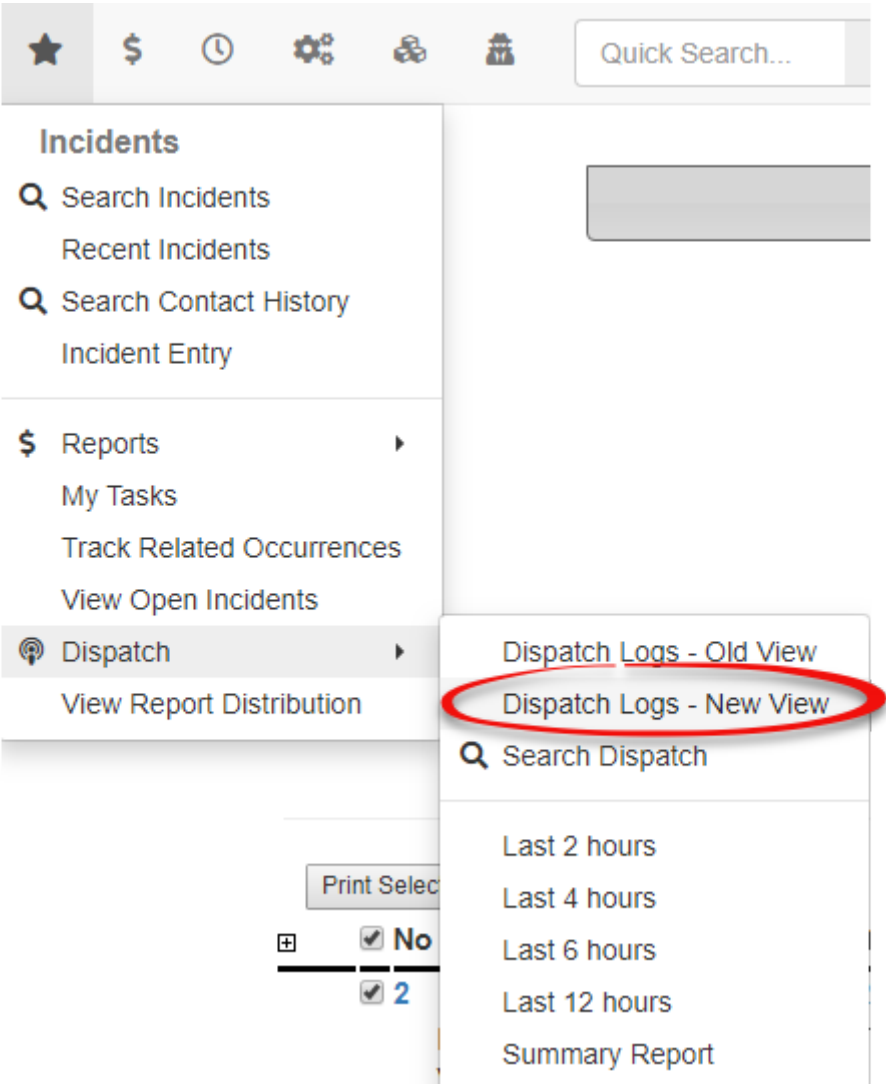 Quick Search...
Incidents
Search Incidents
Recent Incidents
Search Contact History
Incident Entry
$ Reports
My Tasks
Track Related Occurrences
View Open Incidents
Dispatch
View Report Distribution
Dispatch Logs - Old View
Dispatch Logs - New View
Search Dispatch
Last 2 hours
Last 4 hours
Last 6 hours
Last 12 hours
Summary Report
Print Selec
No
2